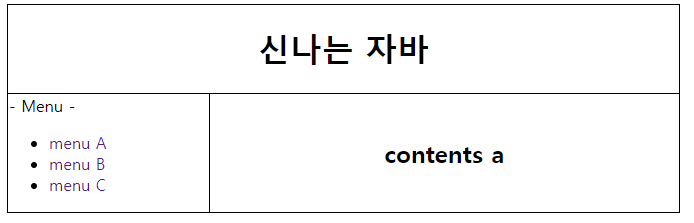 신나는 자바
- Menu -
menu A
menu B
menu C
contents a